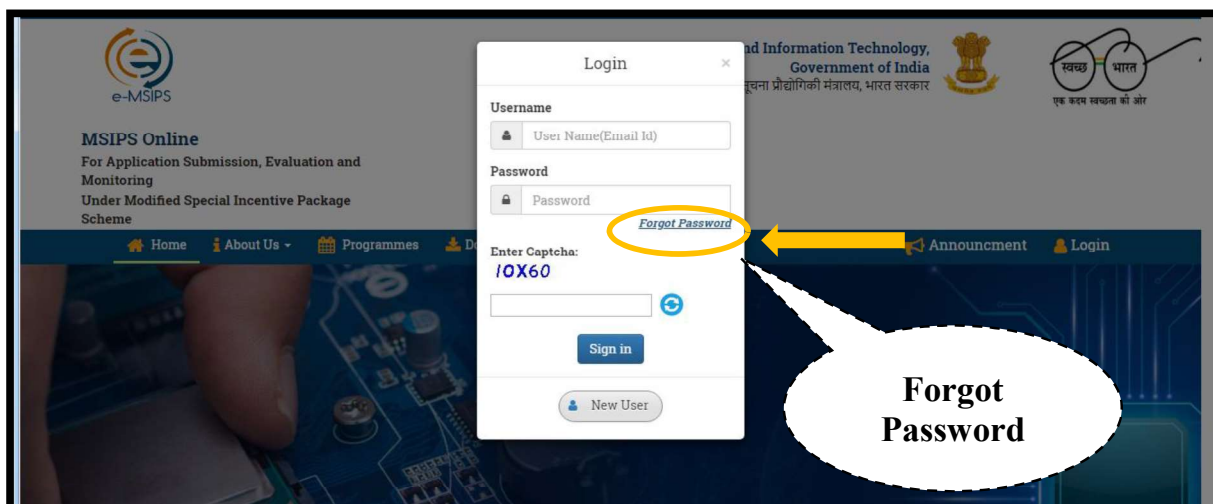 e-MSIPS
MSIPS Online
For Application Submission, Evaluation and
Monitoring
Under Modified Special Incentive Package
Scheme
nd Information Technology,
Government of India
सूचना प्रौद्योगिकी मंत्रालय, भारत सरकार
स्वच्छ भारत
एक कदम स्वच्छता की ओर
Home About Us Programmes Do Announcment Login
Login ×
Username
User Name(Email Id)
Password
Password
Forgot Password
Enter Captcha:
10X60
Sign in
New User
Forgot
Password